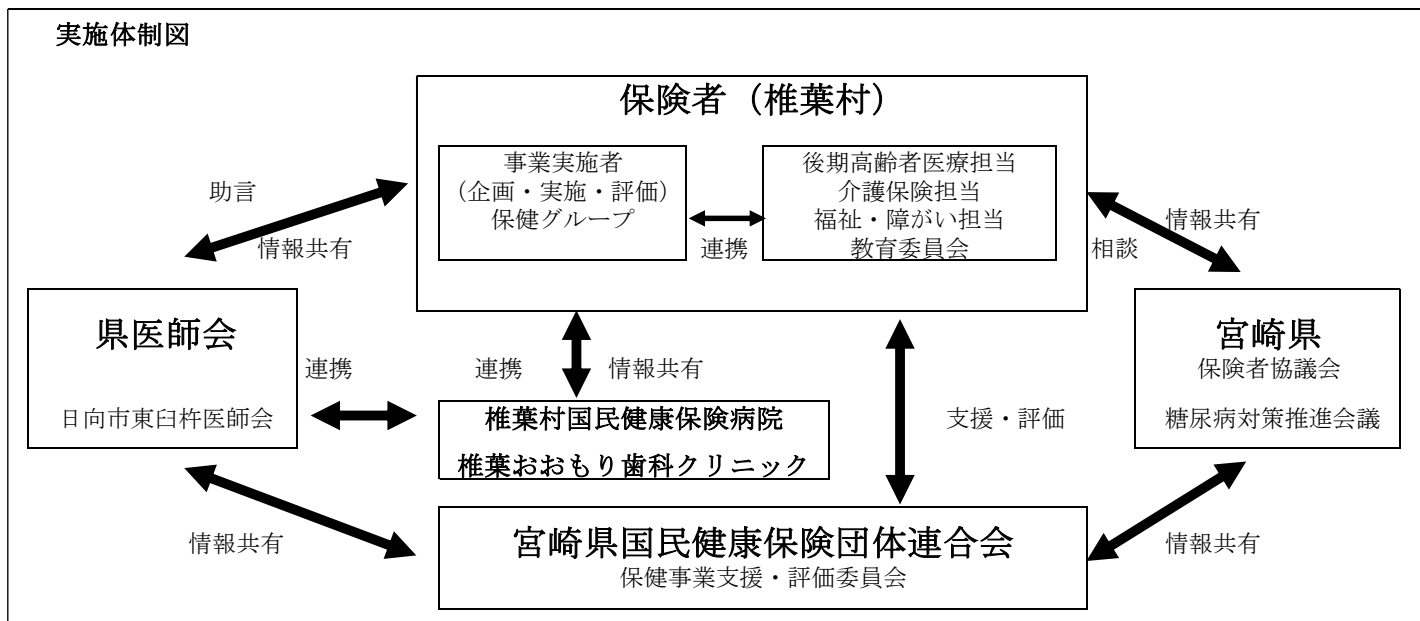 実施体制図
保険者（椎葉村）
事業実施者
（企画・実施・評価）
保健グループ
連携
後期高齢者医療担当
介護保険担当
福祉・障がい担当
教育委員会
助言
情報共有
相談
情報共有
県医師会
日向市東臼杵医師会
連携
連携
情報共有
椎葉村国民健康保険病院
椎葉おおもり歯科クリニック
支援・評価
宮崎県
保険者協議会
糖尿病対策推進会議
情報共有
宮崎県国民健康保険団体連合会
保健事業支援・評価委員会
情報共有